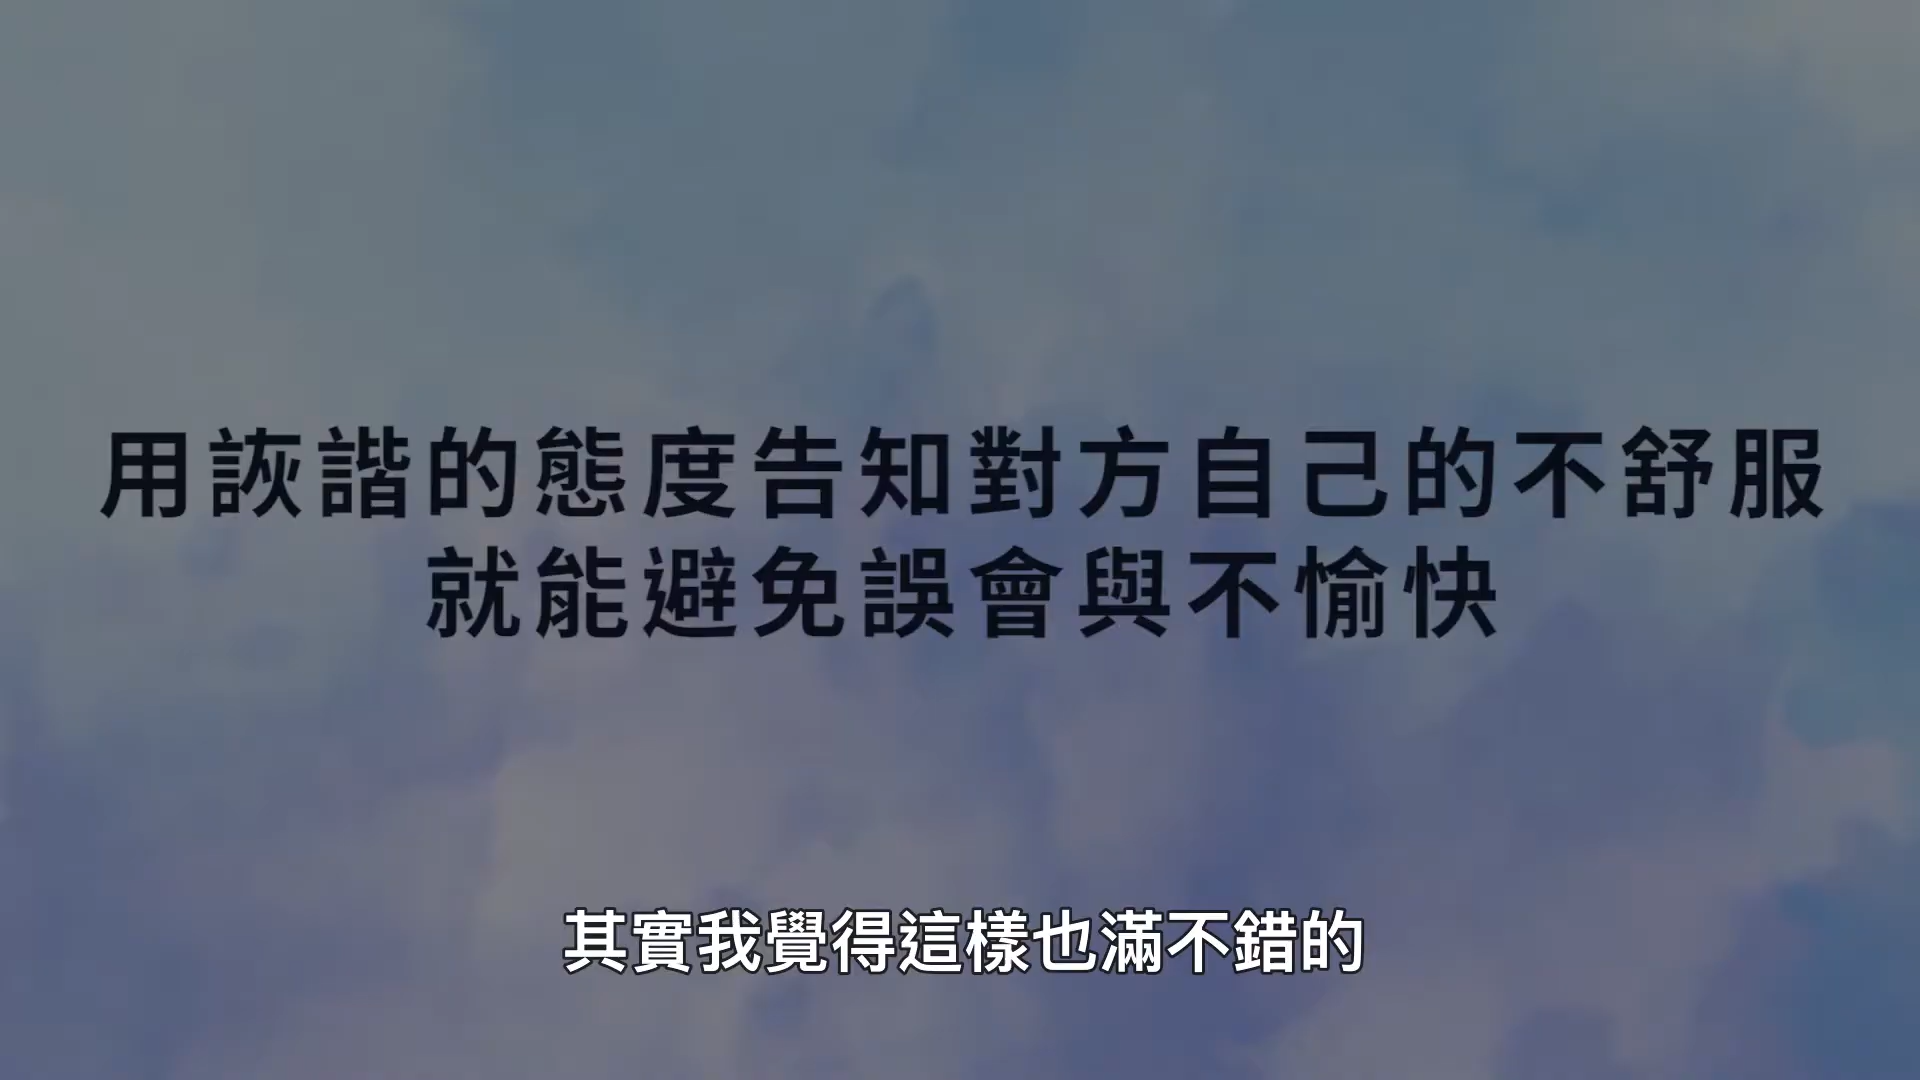 用詼諧的態度告知對方自己的不舒服
就能避免誤會與不愉快
其實我覺得這樣也滿不錯的